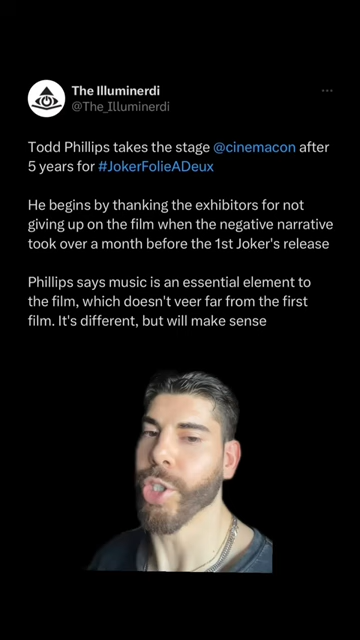 The Illuminerdi
@The_Illuminerdi
Todd Phillips takes the stage @cinemacon after
5 years for #JokerFolieADeux
He begins by thanking the exhibitors for not
giving up on the film when the negative narrative
took over a month before the 1st Joker's release
Phillips says music is an essential element to
the film, which doesn't veer far from the first
film. It's different, but will make sense